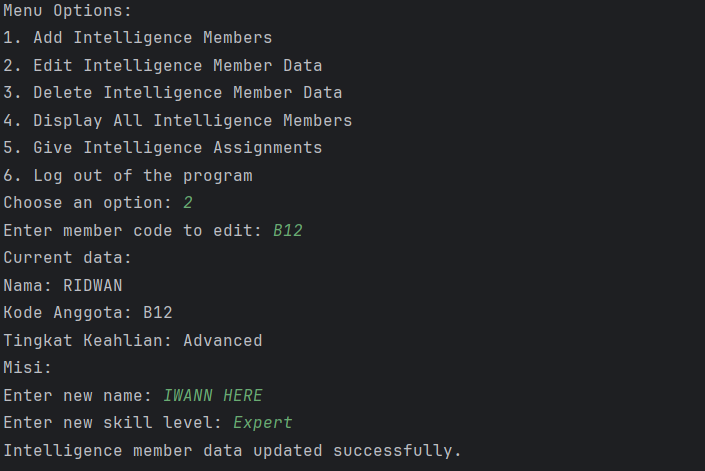 Menu Options:
1. Add Intelligence Members
2. Edit Intelligence Member Data
3. Delete Intelligence Member Data
4. Display All Intelligence Members
5. Give Intelligence Assignments
6. Log out of the program
Choose an option: 2
Enter member code to edit: B12
Current data:
Nama: RIDWAN
Kode Anggota: B12
Tingkat Keahlian: Advanced
Misi:
Enter new name: IWANN HERE
Enter new skill level: Expert
Intelligence member data updated successfully.